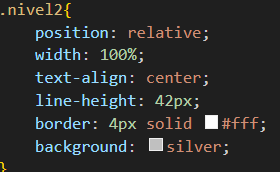 .nivel2{
position: relative;
width: 100%;
text-align: center;
line-height: 42px;
border: 4px solid #fff;
background: silver;
}